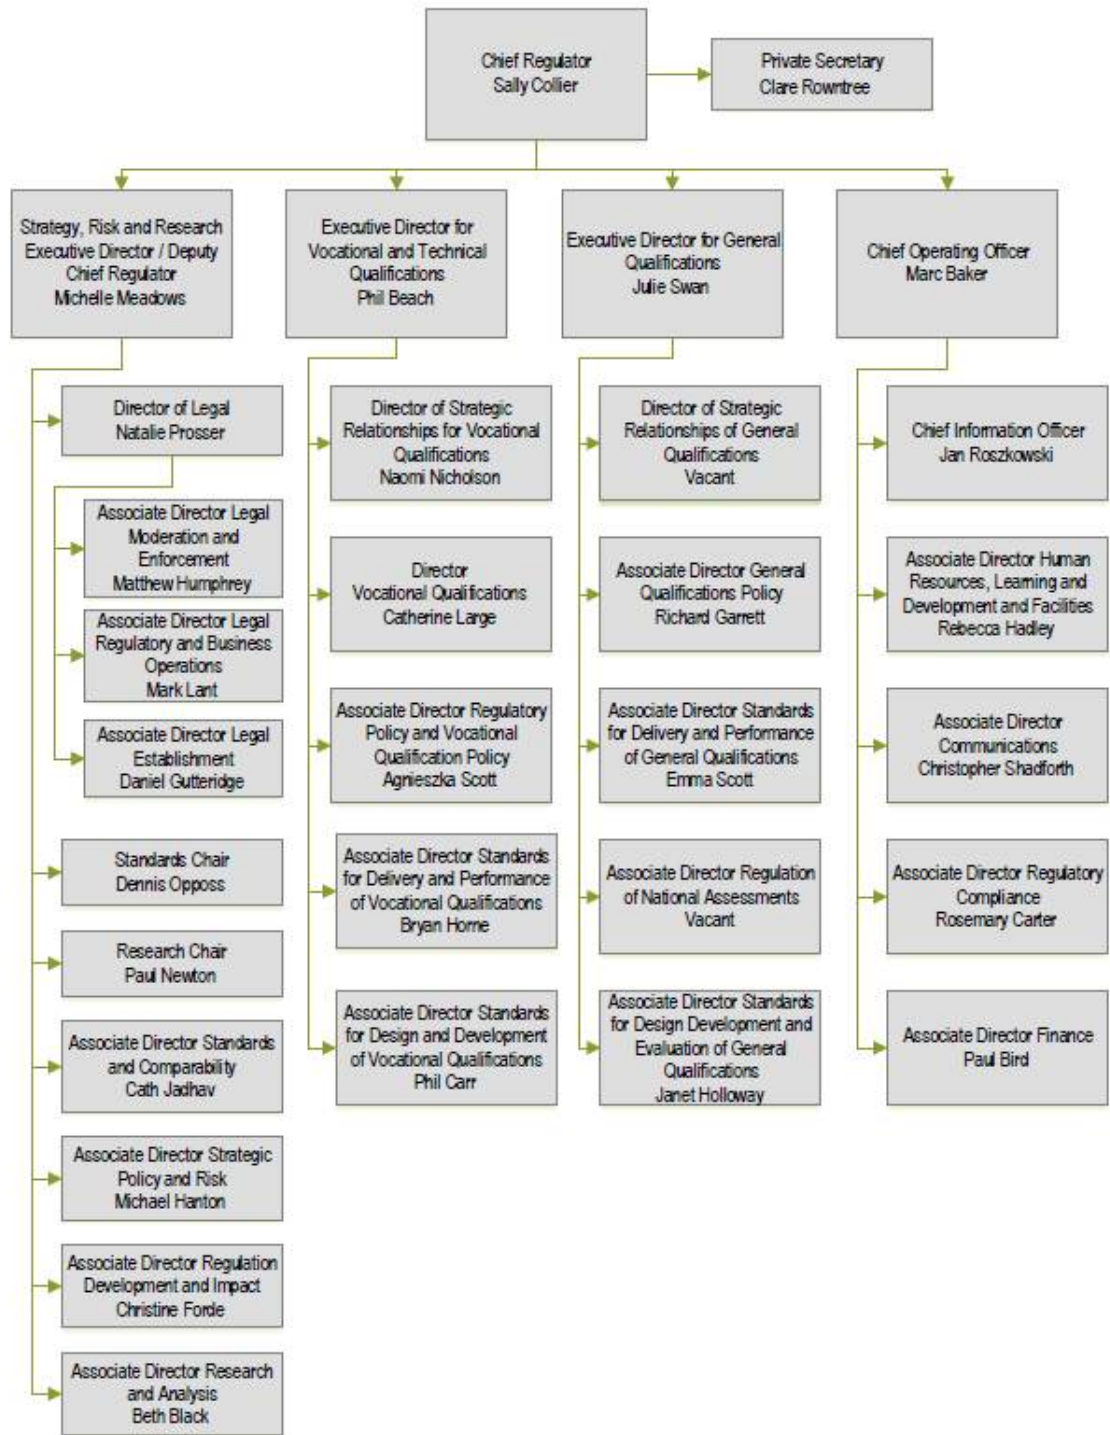 Chief Regulator
Sally Collier
Private Secretary
Clare Rowntree
Strategy, Risk and Research
Executive Director / Deputy
Chief Regulator
Michelle Meadows
Executive Director for
Vocational and Technical
Qualifications
Phil Beach
Executive Director for General
Qualifications
Julie Swan
Chief Operating Officer
Marc Baker
Director of Legal
Natalie Prosser
Associate Director Legal
Moderation and
Enforcement
Matthew Humphrey
Associate Director Legal
Regulatory and Business
Operations
Mark Lant
Associate Director Legal
Establishment
Daniel Gutteridge
Standards Chair
Dennis Opposs
Research Chair
Paul Newton
Associate Director Standards
and Comparability
Cath Jadhav
Associate Director Strategic
Policy and Risk
Michael Hanton
Associate Director Regulation
Development and Impact
Christine Forde
Associate Director Research
and Analysis
Beth Black
Director of Strategic
Relationships for Vocational
Qualifications
Naomi Nicholson
Director
Vocational Qualifications
Catherine Large
Associate Director Regulatory
Policy and Vocational
Qualification Policy
Agnieszka Scott
Associate Director Standards
for Delivery and Performance
of Vocational Qualifications
Bryan Horne
Associate Director Standards
for Design and Development
of Vocational Qualifications
Phil Carr
Director of Strategic
Relationships of General
Qualifications
Vacant
Associate Director General
Qualifications Policy
Richard Garrett
Associate Director Standards
for Delivery and Performance
of General Qualifications
Emma Scott
Associate Director Regulation
of National Assessments
Vacant
Associate Director Standards
for Design Development and
Evaluation of General
Qualifications
Janet Holloway
Chief Information Officer
Jan Roszkowski
Associate Director Human
Resources, Learning and
Development and Facilities
Rebecca Hadley
Associate Director
Communications
Christopher Shadforth
Associate Director Regulatory
Compliance
Rosemary Carter
Associate Director Finance
Paul Bird